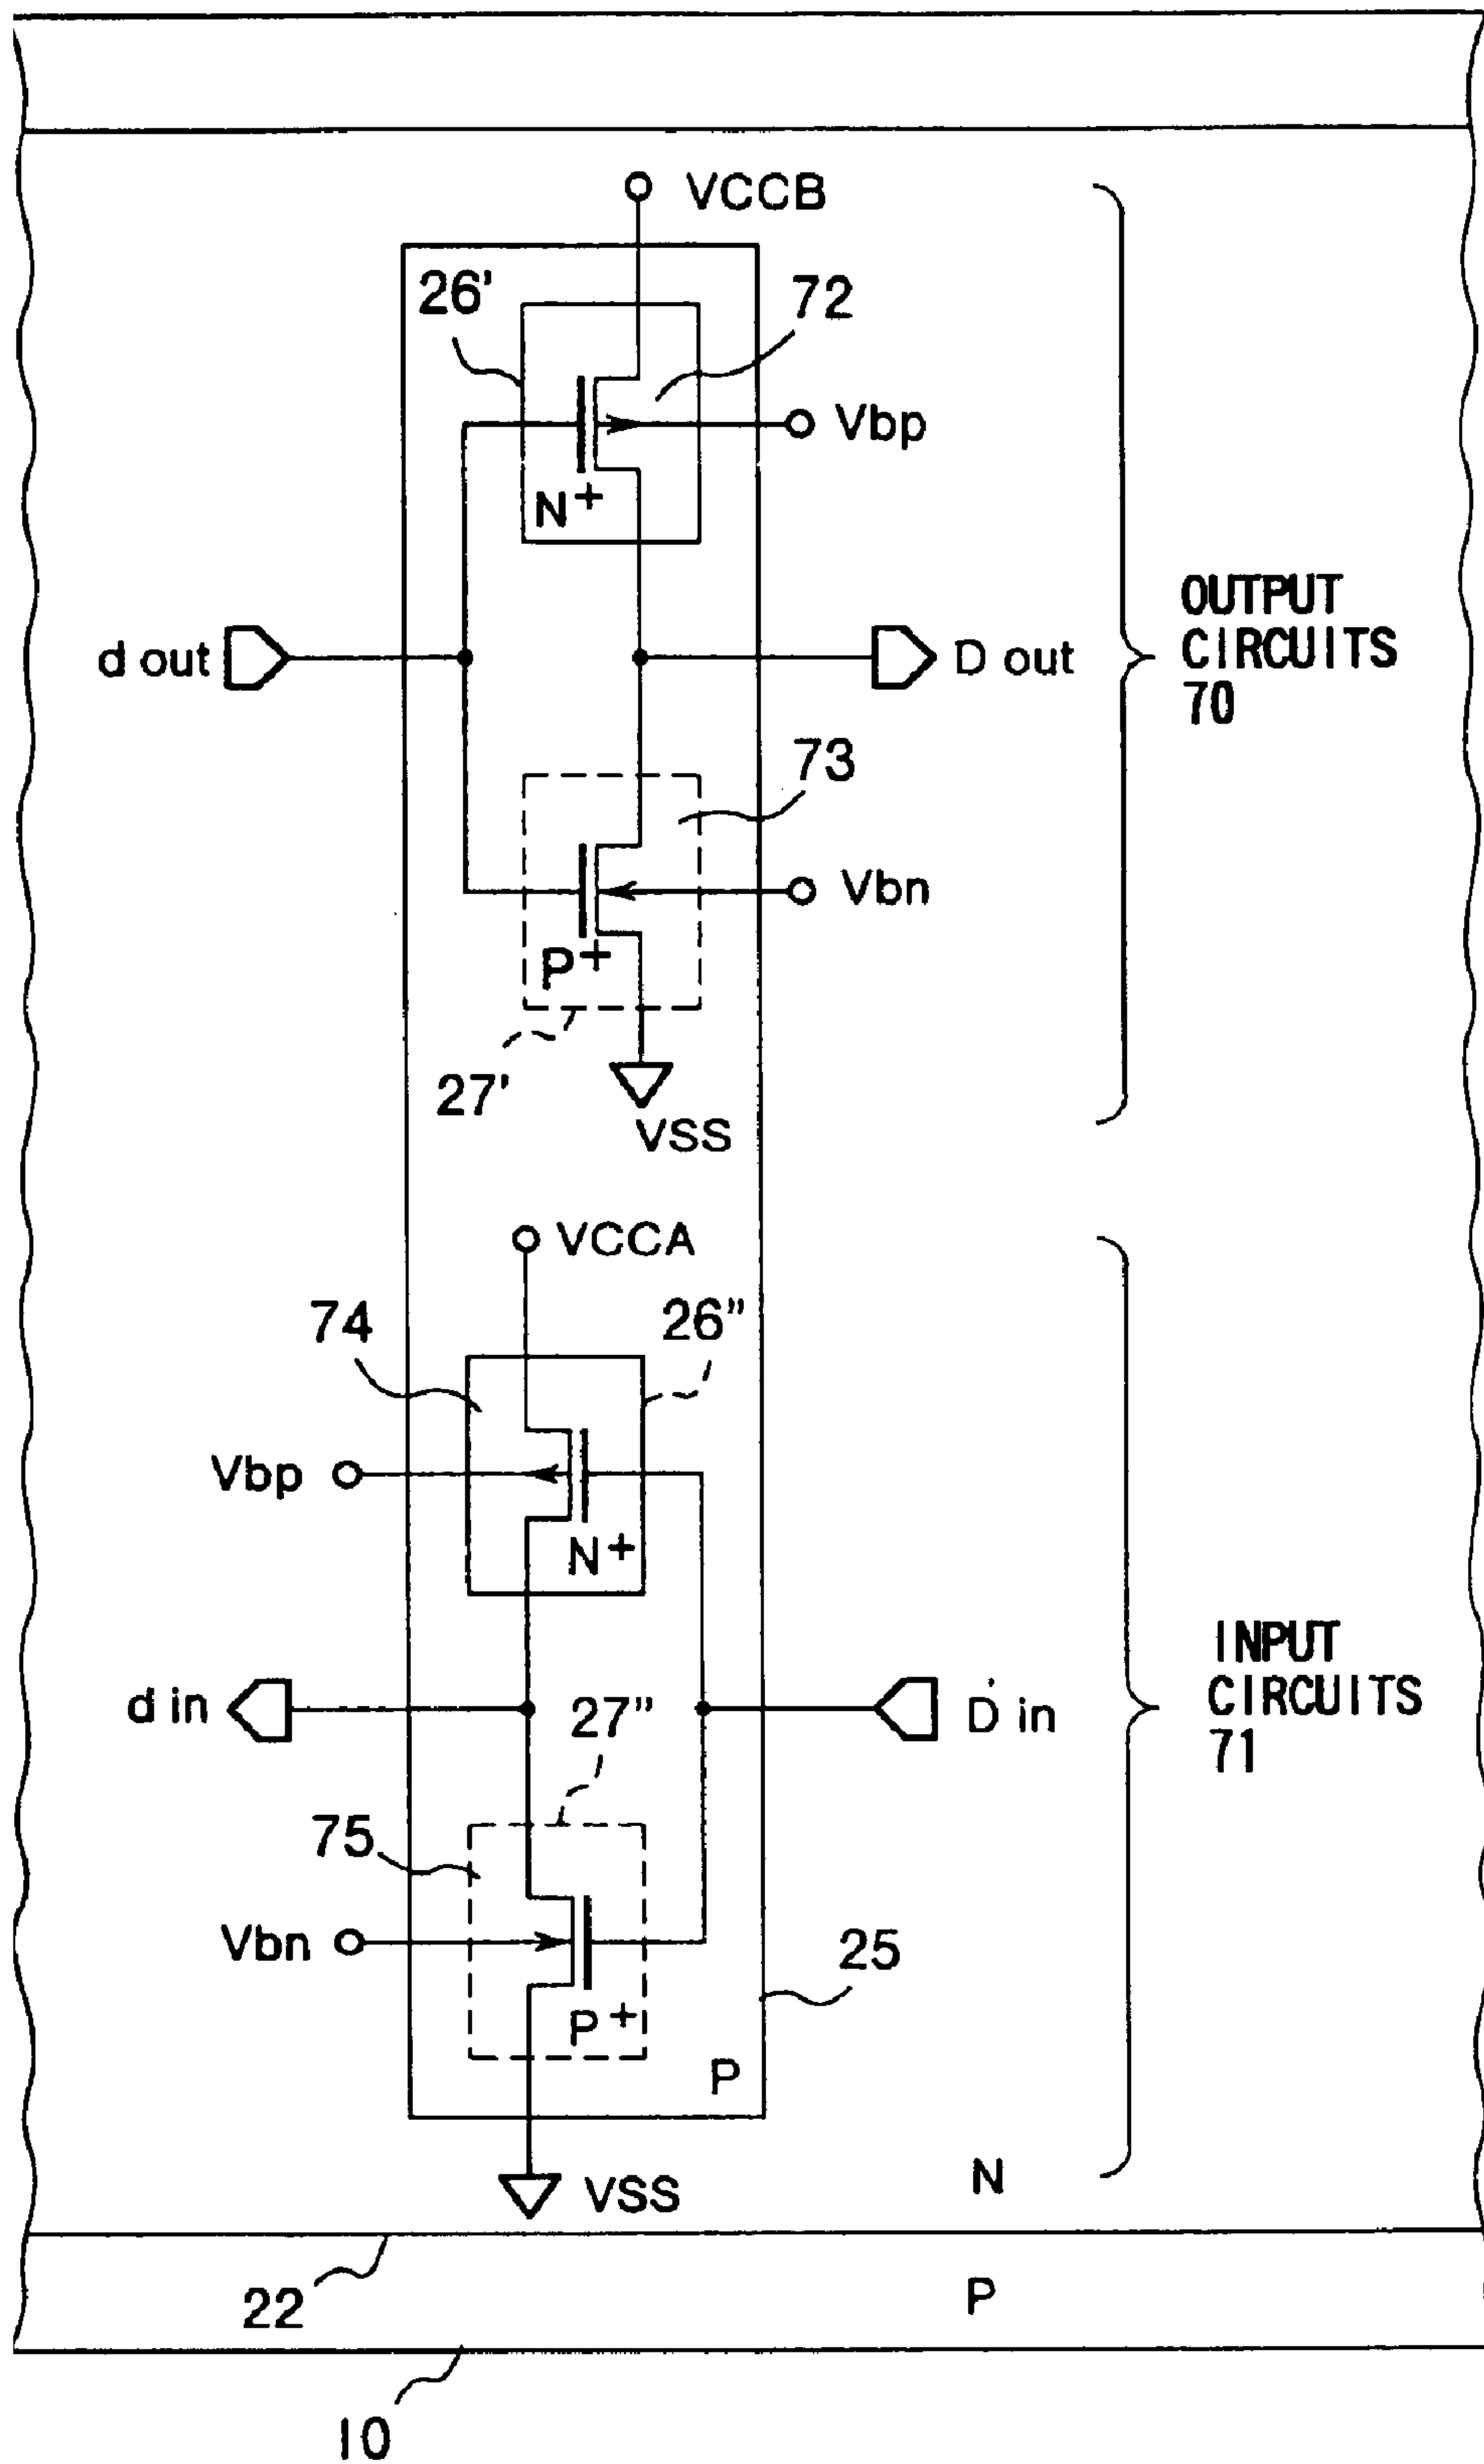 VCCB
26'
72
Vbp
N+
d out
D out
OUTPUT
CIRCUITS
70
73
Vbn
P+
27'
VSS
VCCA
74
26"
Vbp
N+
d in
D in
INPUT
CIRCUITS
71
27"
75
Vbn
25
P+
P
N
VSS
22
P
10